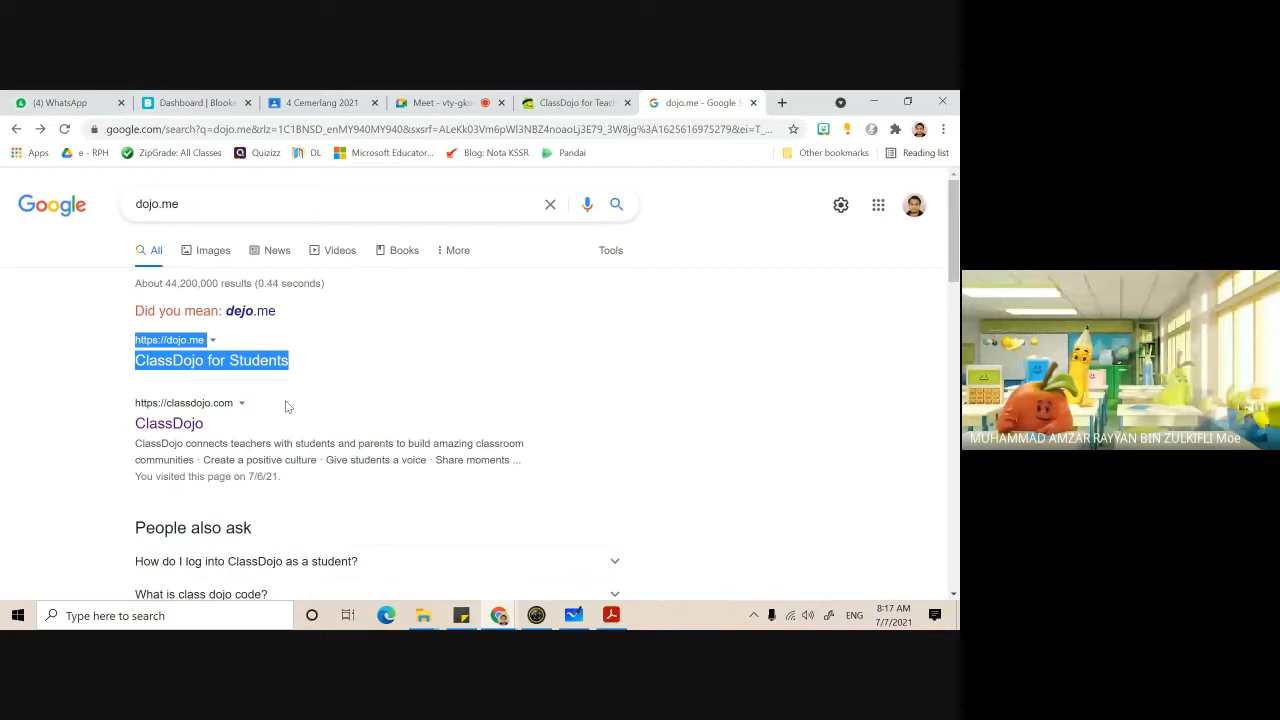 (4) WhatsApp
Dashboard | Blooke
4 Cemerlang 2021
Meet - vty-gko
ClassDojo for Teac
dojo.me - Google S
google.com/search?q=dojo.me&rlz=1C1BNSD_enMY940MY940&sxsrf=ALeKk03Vm6pWl3NBZ4noaoLj3E79_3W8jg%3A1625616975279&ei=T_...
Apps
e - RPH
ZipGrade: All Classes
Quizizz
DL
Microsoft Educator...
Blog: Nota KSSR
Pandai
Other bookmarks
Reading list
Google
dojo.me
All
Images
News
Videos
Books
More
Tools
About 44,200,000 results (0.44 seconds)
Did you mean: dejo.me
https://dojo.me
ClassDojo for Students
https://classdojo.com
ClassDojo
ClassDojo connects teachers with students and parents to build amazing classroom
communities · Create a positive culture · Give students a voice · Share moments ...
You visited this page on 7/6/21.
People also ask
How do I log into ClassDojo as a student?
What is class dojo code?
MUHAMMAD AMZAR RAYYAN BIN ZULKIFLI Moe
Type here to search
ENG
8:17 AM
7/7/2021